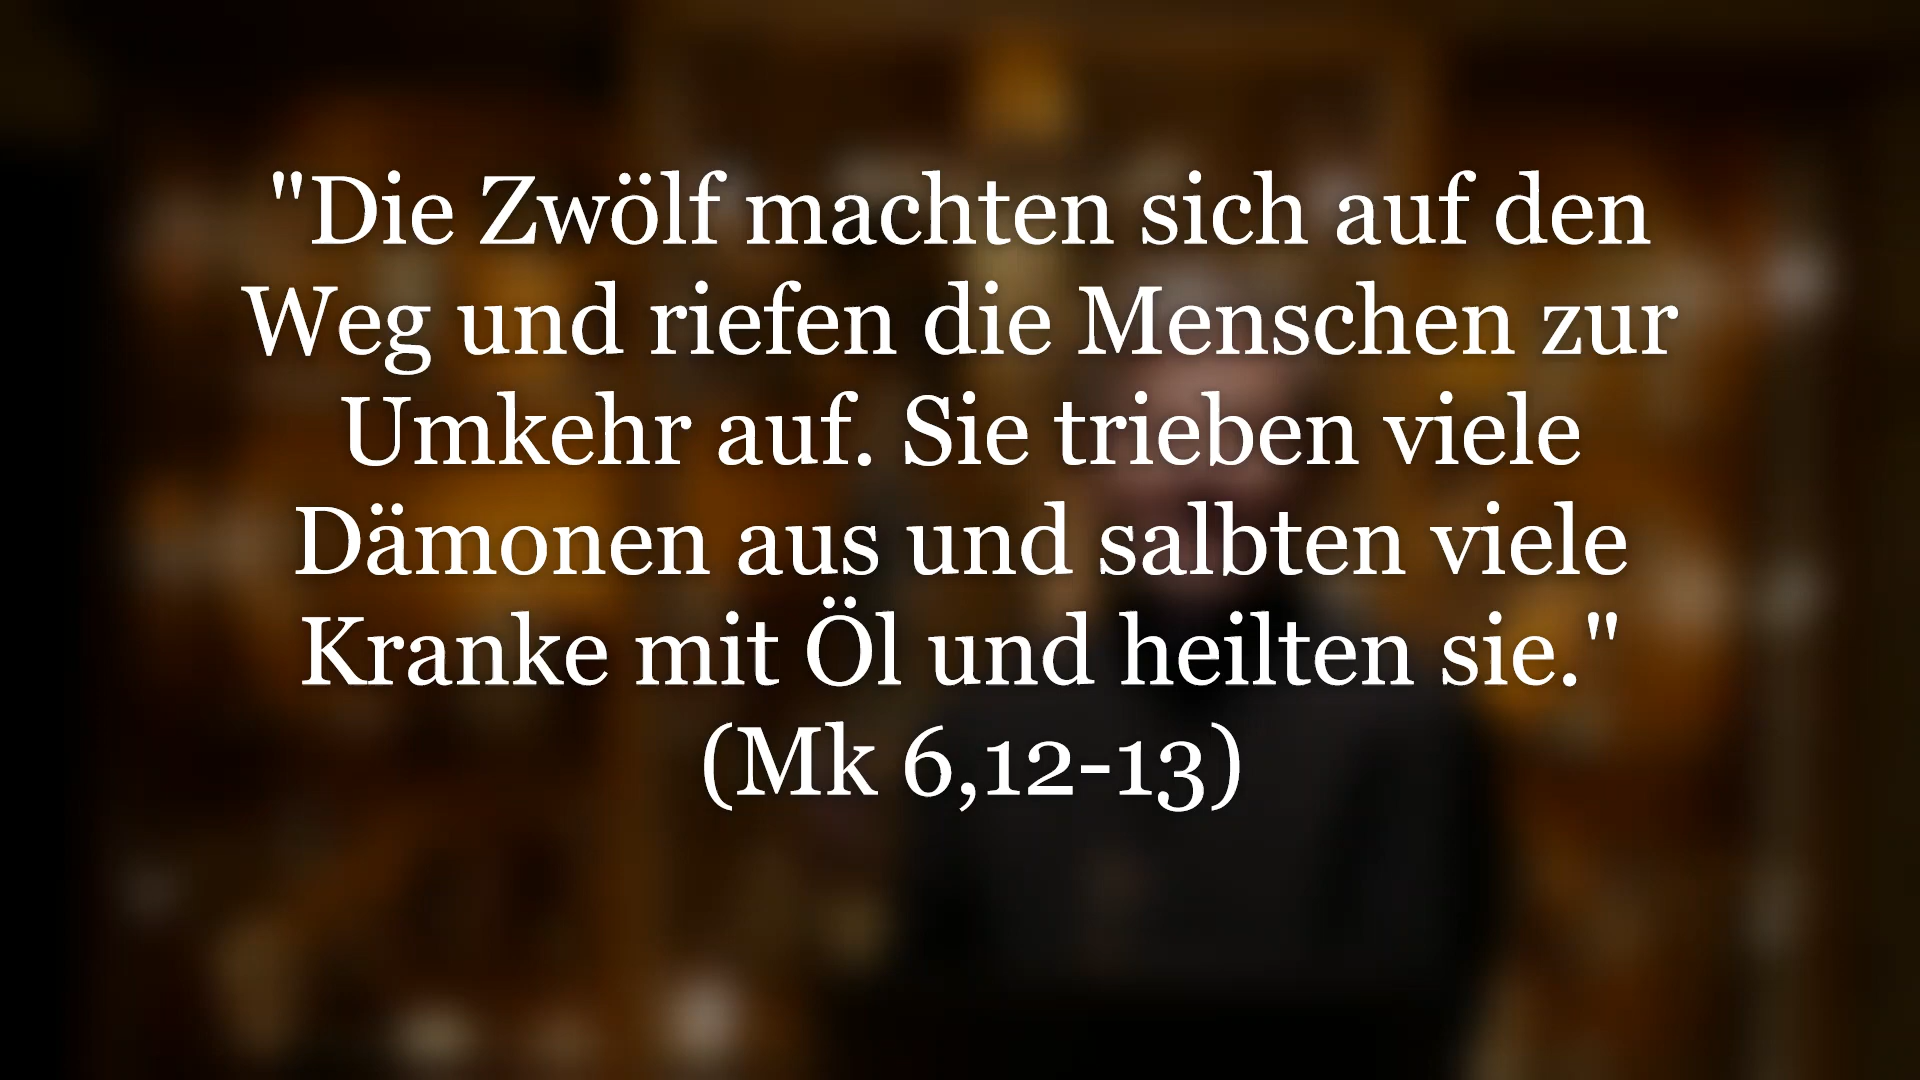 "Die Zwölf machten sich auf den
Weg und riefen die Menschen zur
Umkehr auf. Sie trieben viele
Dämonen aus und salbten viele
Kranke mit Öl und heilten sie."
(Mk 6,12-13)